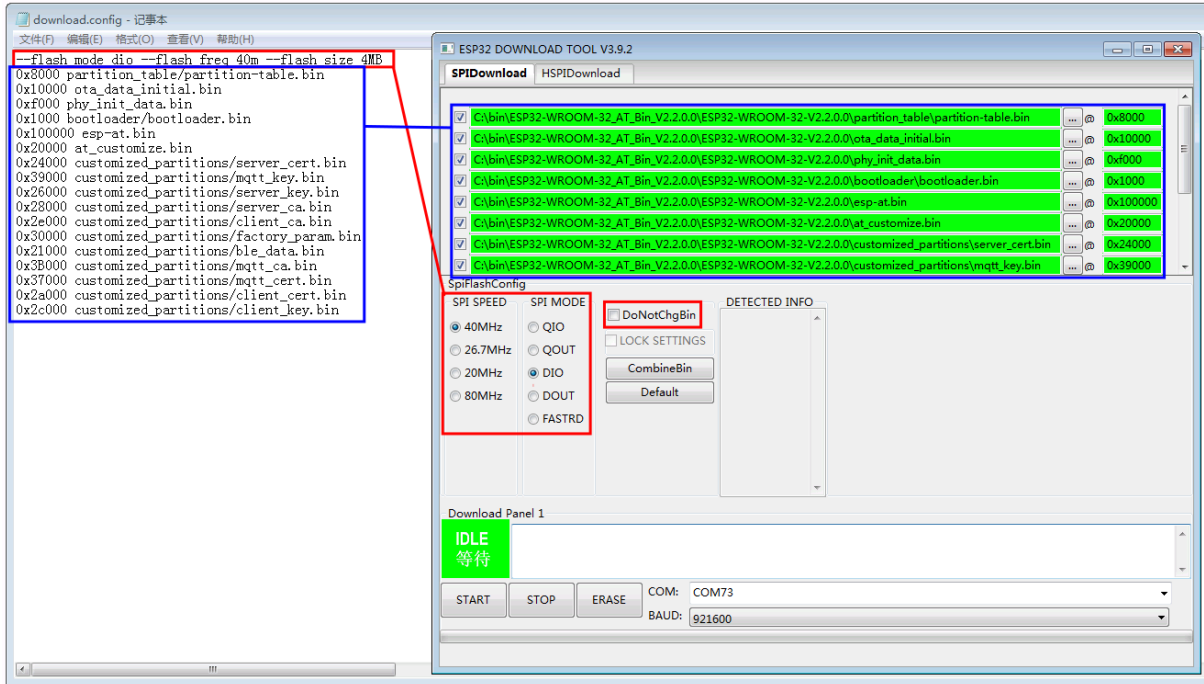 download.config - 记事本
文件(F) 编辑(E) 格式(O) 查看(V) 帮助(H)
--flash_mode dio --flash_freq 40m --flash_size 4MB
0x8000 partition_table/partition-table.bin
0x10000 ota_data_initial.bin
0xf000 phy_init_data.bin
0x1000 bootloader/bootloader.bin
0x100000 esp-at.bin
0x20000 at_customize.bin
0x24000 customized_partitions/server_cert.bin
0x39000 customized_partitions/mqtt_key.bin
0x26000 customized_partitions/server_key.bin
0x28000 customized_partitions/server_ca.bin
0x2e000 customized_partitions/client_ca.bin
0x30000 customized_partitions/factory_param.bin
0x21000 customized_partitions/ble_data.bin
0x3B000 customized_partitions/mqtt_ca.bin
0x37000 customized_partitions/mqtt_cert.bin
0x2a000 customized_partitions/client_cert.bin
0x2c000 customized_partitions/client_key.bin
ESP32 DOWNLOAD TOOL V3.9.2
SPIDownload HSPIDownload
C:\bin\ESP32-WROOM-32_AT_Bin_V2.2.0.0\ESP32-WROOM-32-V2.2.0.0\partition_table\partition-table.bin ... @ 0x8000
C:\bin\ESP32-WROOM-32_AT_Bin_V2.2.0.0\ESP32-WROOM-32-V2.2.0.0\ota_data_initial.bin ... @ 0x10000
C:\bin\ESP32-WROOM-32_AT_Bin_V2.2.0.0\ESP32-WROOM-32-V2.2.0.0\phy_init_data.bin ... @ 0xf000
C:\bin\ESP32-WROOM-32_AT_Bin_V2.2.0.0\ESP32-WROOM-32-V2.2.0.0\bootloader\bootloader.bin ... @ 0x1000
C:\bin\ESP32-WROOM-32_AT_Bin_V2.2.0.0\ESP32-WROOM-32-V2.2.0.0\esp-at.bin ... @ 0x100000
C:\bin\ESP32-WROOM-32_AT_Bin_V2.2.0.0\ESP32-WROOM-32-V2.2.0.0\at_customize.bin ... @ 0x20000
C:\bin\ESP32-WROOM-32_AT_Bin_V2.2.0.0\ESP32-WROOM-32-V2.2.0.0\customized_partitions\server_cert.bin ... @ 0x24000
C:\bin\ESP32-WROOM-32_AT_Bin_V2.2.0.0\ESP32-WROOM-32-V2.2.0.0\customized_partitions\mqtt_key.bin ... @ 0x39000
SpiFlashConfig
SPI SPEED
40MHz
26.7MHz
20MHz
80MHz
SPI MODE
QIO
QOUT
DIO
DOUT
FASTRD
DoNotChgBin
LOCK SETTINGS
CombineBin
Default
DETECTED INFO
Download Panel 1
IDLE
等待
START STOP ERASE
COM: COM73
BAUD: 921600